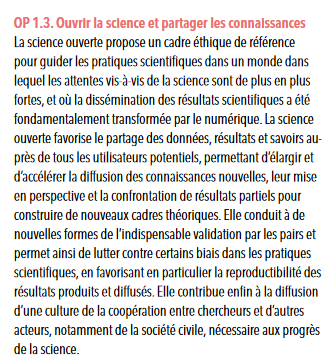 OP 1.3. Ouvrir la science et partager les connaissances
La science ouverte propose un cadre éthique de référence
pour guider les pratiques scientifiques dans un monde dans
lequel les attentes vis-à-vis de la science sont de plus en plus
fortes, et où la dissémination des résultats scientifiques a été
fondamentalement transformée par le numérique. La science
ouverte favorise le partage des données, résultats et savoirs au-
près de tous les utilisateurs potentiels, permettant d'élargir et
d'accélérer la diffusion des connaissances nouvelles, leur mise
en perspective et la confrontation de résultats partiels pour
construire de nouveaux cadres théoriques. Elle conduit à de
nouvelles formes de l'indispensable validation par les pairs et
permet ainsi de lutter contre certains biais dans les pratiques
scientifiques, en favorisant en particulier la reproductibilité des
résultats produits et diffusés. Elle contribue enfin à la diffusion
d'une culture de la coopération entre chercheurs et d'autres
acteurs, notamment de la société civile, nécessaire aux progrès
de la science.